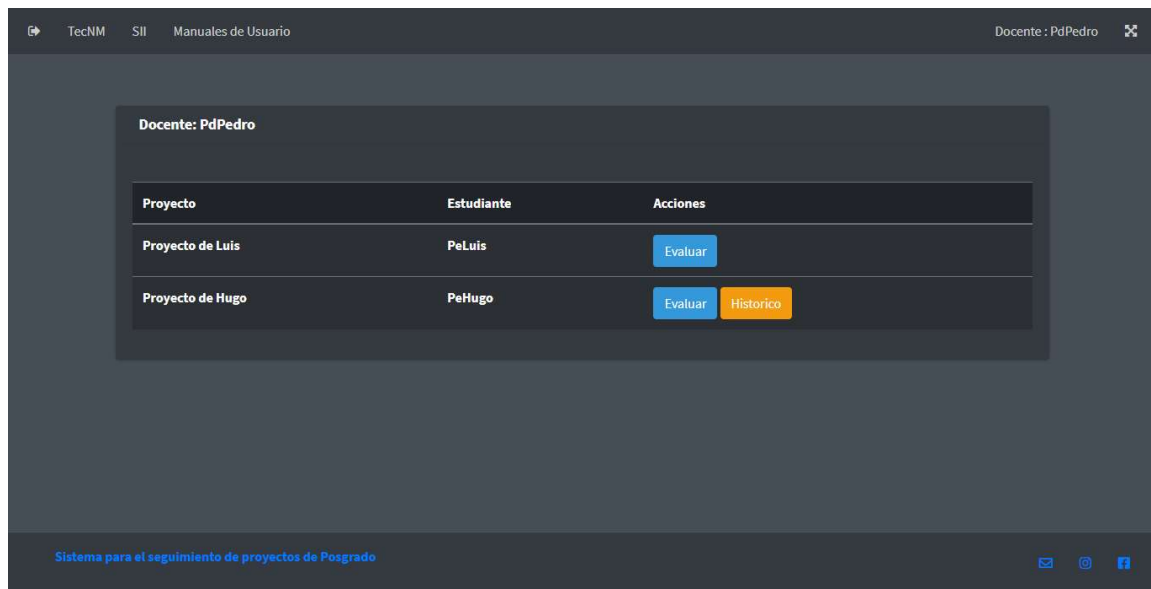 TecNM SII Manuales de Usuario Docente : PdPedro
Docente: PdPedro
Proyecto Estudiante Acciones
Proyecto de Luis PeLuis Evaluar
Proyecto de Hugo PeHugo Evaluar Historico
Sistema para el seguimiento de proyectos de Posgrado